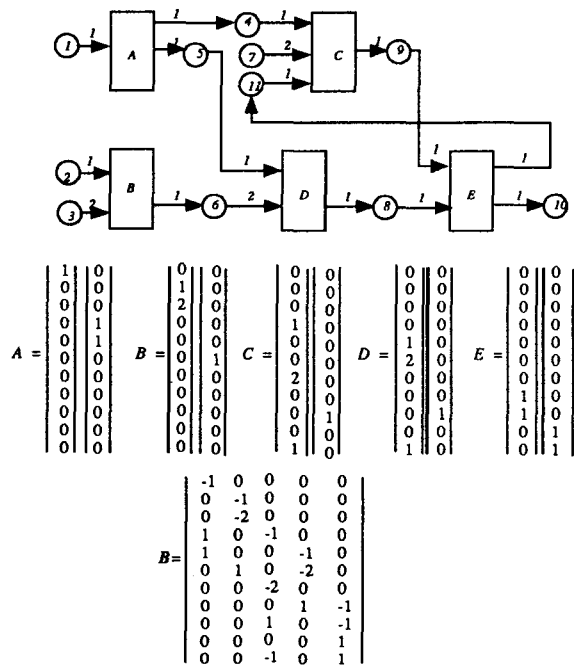 1 4 1
1 1 A 1 5 7 2 C 1 9
11 1
2 1 1 1 1
3 2 B 1 6 2 D 1 8 1 E 1 10
1 0 0 0 0 0 0 0 0 0
0 0 1 0 0 0 0 0 0 0
0 0 2 0 0 0 0 0 0 0
0 1 0 0 1 0 0 0 0 0
0 1 0 0 0 0 1 0 0 0
A = 0 0 B = 0 1 C = 0 0 D = 2 0 E = 0 0
0 0 0 0 2 0 0 0 0 0
0 0 0 0 0 0 0 1 1 0
0 0 0 0 0 1 0 0 1 0
0 0 0 0 0 0 0 0 0 1
0 0 0 0 1 0 1 0 0 1
-1 0 0 0 0
0 -1 0 0 0
0 -2 0 0 0
1 0 -1 0 0
B= 1 0 0 -1 0
0 1 0 -2 0
0 0 -2 0 0
0 0 0 1 -1
0 0 1 0 -1
0 0 0 0 1
0 0 -1 0 1